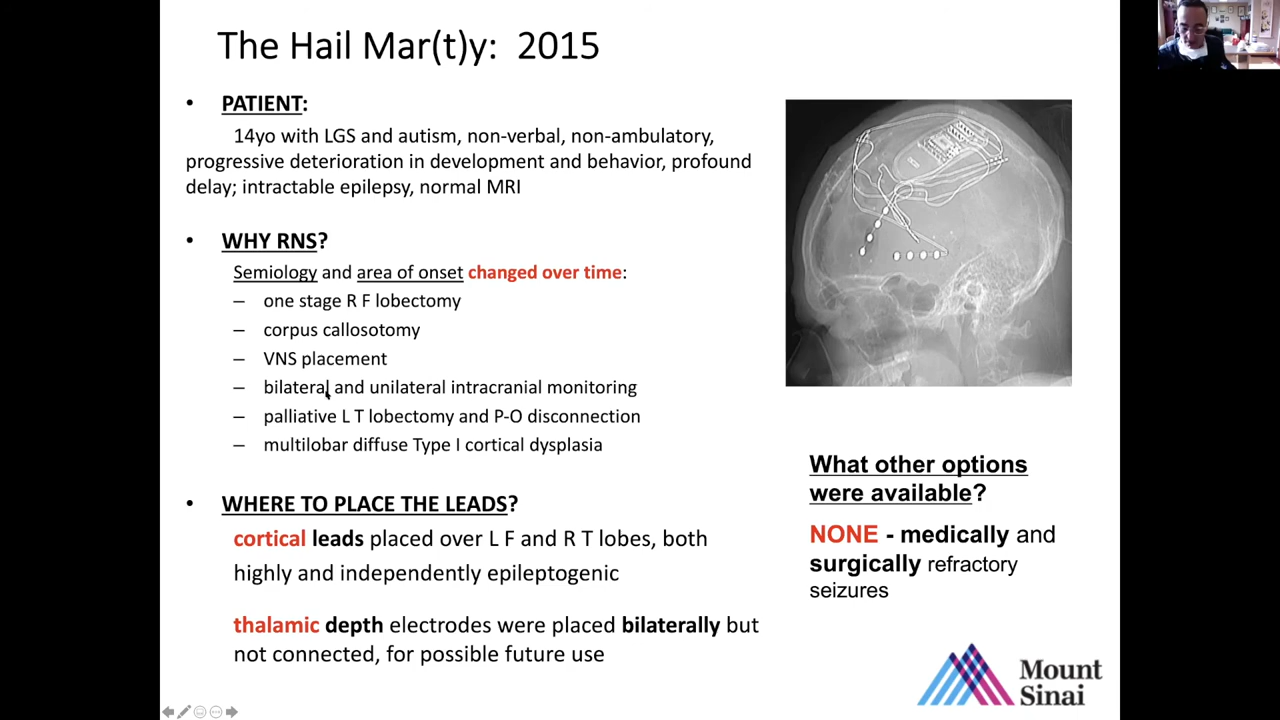 The Hail Mar(t)y: 2015
• PATIENT:
14yo with LGS and autism, non-verbal, non-ambulatory,
progressive deterioration in development and behavior, profound
delay; intractable epilepsy, normal MRI
• WHY RNS?
Semiology and area of onset changed over time:
– one stage R F lobectomy
– corpus callosotomy
– VNS placement
– bilateral and unilateral intracranial monitoring
– palliative L T lobectomy and P-O disconnection
– multilobar diffuse Type I cortical dysplasia
• WHERE TO PLACE THE LEADS?
cortical leads placed over L F and R T lobes, both
highly and independently epileptogenic
thalamic depth electrodes were placed bilaterally but
not connected, for possible future use
What other options
were available?
NONE - medically and
surgically refractory
seizures
Mount
Sinai